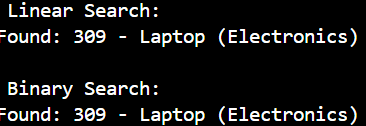 Linear Search:
Found: 309 - Laptop (Electronics)
Binary Search:
Found: 309 - Laptop (Electronics)